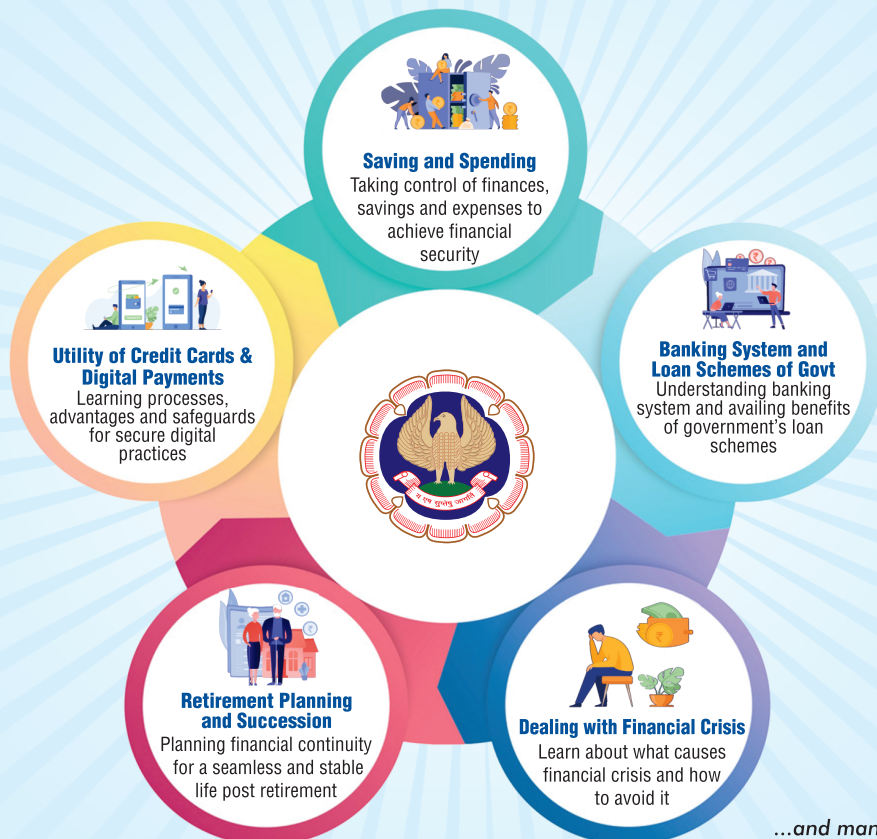 Saving and Spending
Taking control of finances,
savings and expenses to
achieve financial
security
Utility of Credit Cards &
Digital Payments
Learning processes,
advantages and safeguards
for secure digital
practices
Banking System and
Loan Schemes of Govt
Understanding banking
system and availing benefits
of government's loan
schemes
य एष सुप्तेषु जागर्ति
Retirement Planning
and Succession
Planning financial continuity
for a seamless and stable
life post retirement
Dealing with Financial Crisis
Learn about what causes
financial crisis and how
to avoid it
...and man